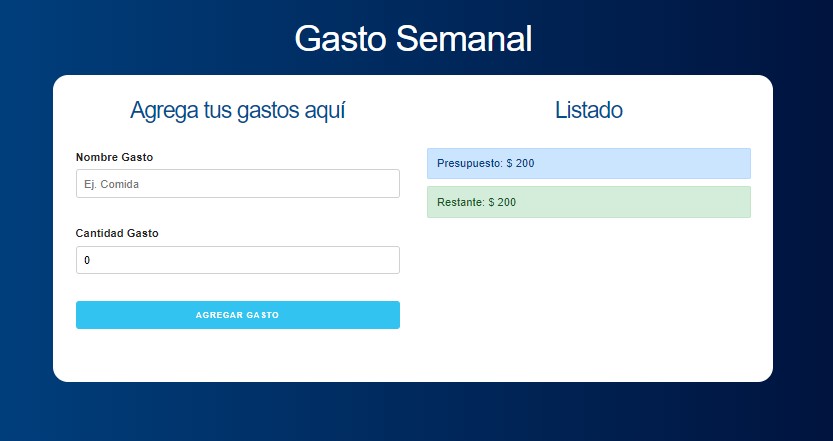 Gasto Semanal
Agrega tus gastos aquí
Nombre Gasto
Ej. Comida
Cantidad Gasto
0
AGREGAR GASTO
Listado
Presupuesto: $ 200
Restante: $ 200